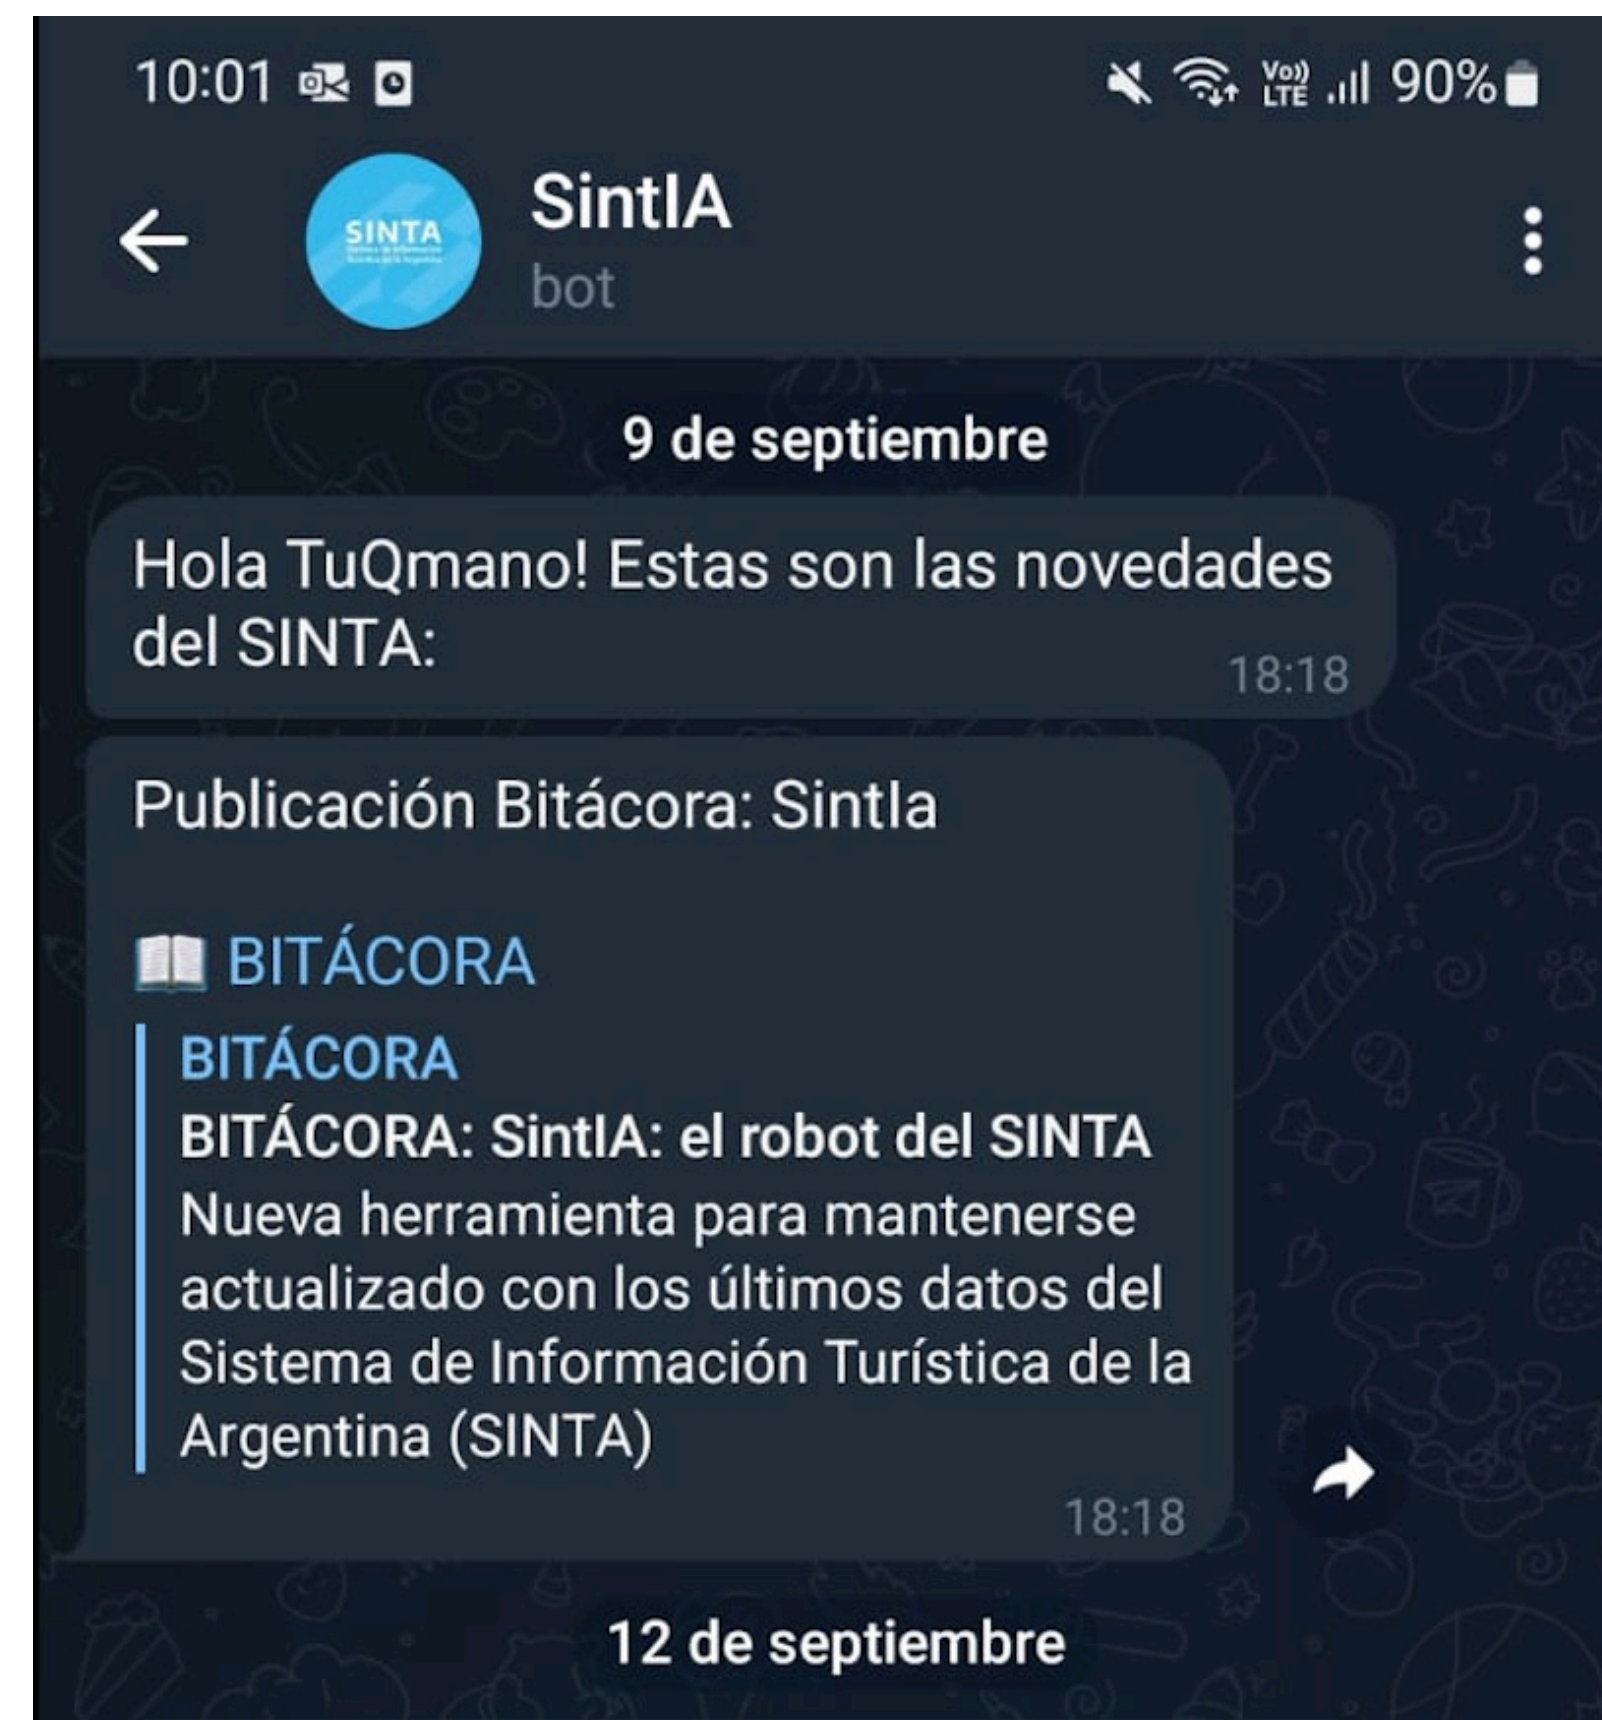 10:01
Vo)) LTE 90%
SINTA
SintIA
bot
9 de septiembre
Hola TuQmano! Estas son las novedades
del SINTA:
18:18
Publicación Bitácora: SintIa
📖 BITÁCORA
BITÁCORA
BITÁCORA: SintIA: el robot del SINTA
Nueva herramienta para mantenerse
actualizado con los últimos datos del
Sistema de Información Turística de la
Argentina (SINTA)
18:18
12 de septiembre